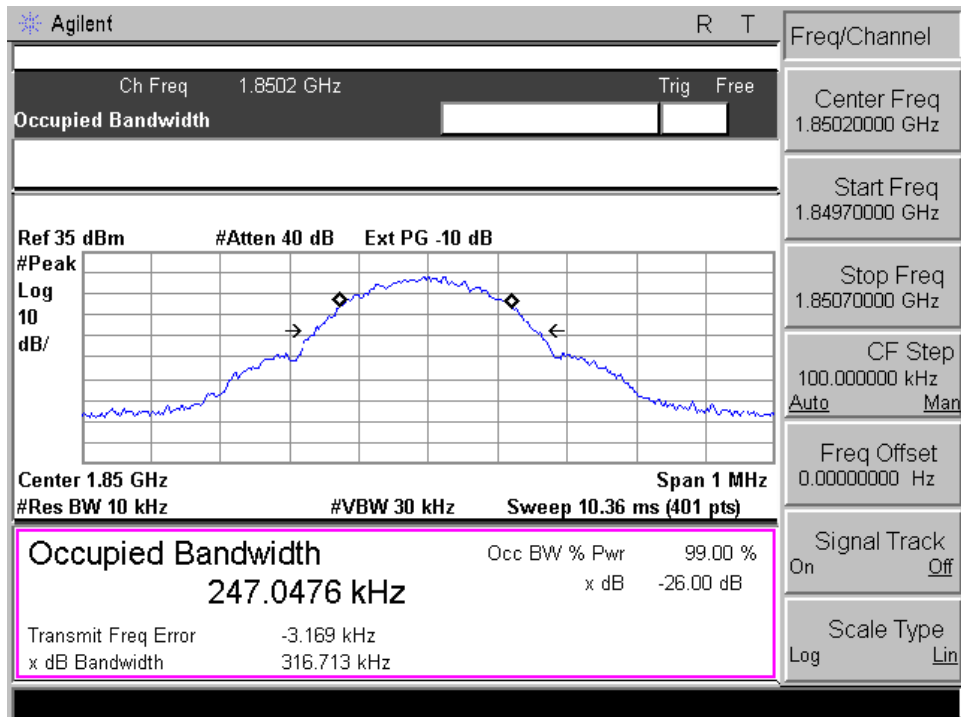 Agilent R T
Ch Freq 1.8502 GHz Trig Free
Occupied Bandwidth
Ref 35 dBm #Atten 40 dB Ext PG -10 dB
#Peak
Log
10
dB/
Center 1.85 GHz Span 1 MHz
#Res BW 10 kHz #VBW 30 kHz Sweep 10.36 ms (401 pts)
Occupied Bandwidth Occ BW % Pwr 99.00 %
247.0476 kHz x dB -26.00 dB
Transmit Freq Error -3.169 kHz
x dB Bandwidth 316.713 kHz
Freq/Channel
Center Freq
1.85020000 GHz
Start Freq
1.84970000 GHz
Stop Freq
1.85070000 GHz
CF Step
100.000000 kHz
Auto Man
Freq Offset
0.00000000 Hz
Signal Track
On Off
Scale Type
Log Lin